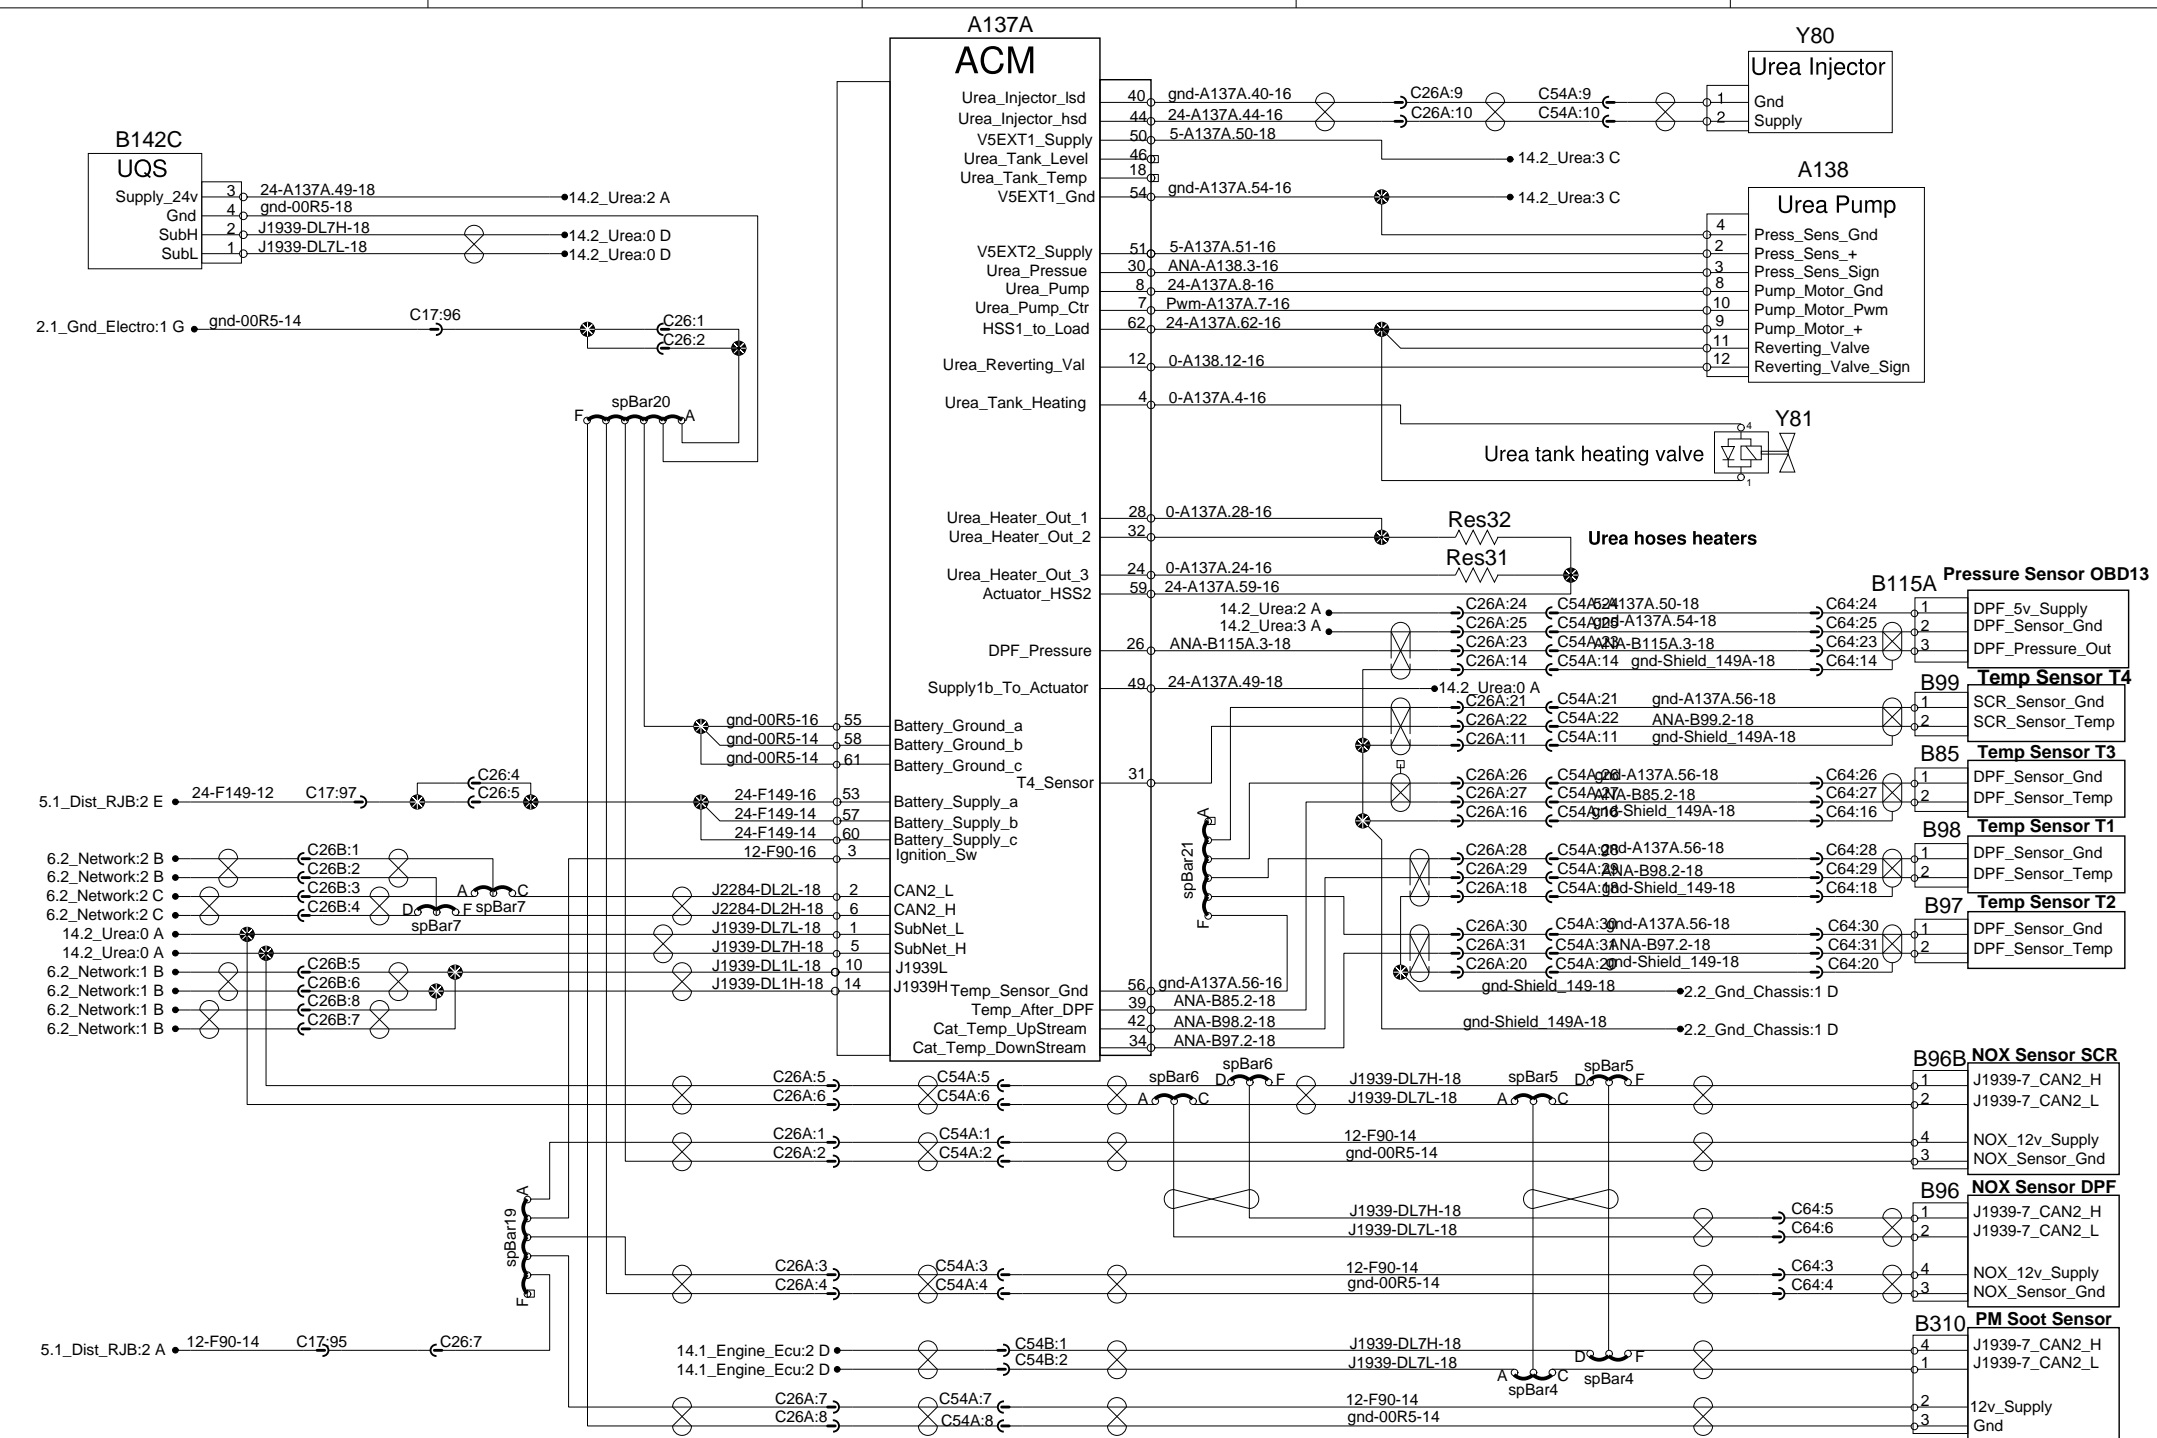 A137A
ACM
Urea_Injector_lsd 40 gnd-A137A.40-16 C26A:9 C54A:9
Urea_Injector_hsd 44 24-A137A.44-16 C26A:10 C54A:10
V5EXT1_Supply 50 5-A137A.50-18
Urea_Tank_Level 46 14.2_Urea:3 C
Urea_Tank_Temp 18
V5EXT1_Gnd 54 gnd-A137A.54-16 14.2_Urea:3 C
V5EXT2_Supply 51 5-A137A.51-16
Urea_Pressue 30 ANA-A138.3-16
Urea_Pump 8 24-A137A.8-16
Urea_Pump_Ctr 7 Pwm-A137A.7-16
HSS1_to_Load 62 24-A137A.62-16
Urea_Reverting_Val 12 0-A138.12-16
Urea_Tank_Heating 4 0-A137A.4-16
Y80
Urea Injector
1 Gnd
2 Supply
A138
Urea Pump
4 Press_Sens_Gnd
2 Press_Sens_+
3 Press_Sens_Sign
8 Pump_Motor_Gnd
10 Pump_Motor_Pwm
9 Pump_Motor_+
11 Reverting_Valve
12 Reverting_Valve_Sign
Y81
Urea tank heating valve
4
1
B142C
UQS
Supply_24v 3 24-A137A.49-18 14.2_Urea:2 A
Gnd 4 gnd-00R5-18
SubH 2 J1939-DL7H-18 14.2_Urea:0 D
SubL 1 J1939-DL7L-18 14.2_Urea:0 D
2.1_Gnd_Electro:1 G gnd-00R5-14 C17:96 C26:1
C26:2
spBar20
F A
Urea_Heater_Out_1 28 0-A137A.28-16
Urea_Heater_Out_2 32
Res32
Urea hoses heaters
Res31
Urea_Heater_Out_3 24 0-A137A.24-16
Actuator_HSS2 59 24-A137A.59-16
DPF_Pressure 26 ANA-B115A.3-18
Supply1b_To_Actuator 49 24-A137A.49-18 14.2_Urea:0 A
T4_Sensor 31
B115A Pressure Sensor OBD13
14.2_Urea:2 A C26A:24 C54A:24 5-A137A.50-18 C64:24 1 DPF_5v_Supply
14.2_Urea:3 A C26A:25 C54A:25 gnd-A137A.54-18 C64:25 2 DPF_Sensor_Gnd
C26A:23 C54A:23 ANA-B115A.3-18 C64:23 3 DPF_Pressure_Out
C26A:14 C54A:14 gnd-Shield_149A-18 C64:14
B99 Temp Sensor T4
C26A:21 C54A:21 gnd-A137A.56-18 1 SCR_Sensor_Gnd
C26A:22 C54A:22 ANA-B99.2-18 2 SCR_Sensor_Temp
C26A:11 C54A:11 gnd-Shield_149A-18
B85 Temp Sensor T3
C26A:26 C54A:26 gnd-A137A.56-18 C64:26 1 DPF_Sensor_Gnd
C26A:27 C54A:27 ANA-B85.2-18 C64:27 2 DPF_Sensor_Temp
C26A:16 C54A:16 gnd-Shield_149A-18 C64:16
B98 Temp Sensor T1
C26A:28 C54A:28 gnd-A137A.56-18 C64:28 1 DPF_Sensor_Gnd
C26A:29 C54A:29 ANA-B98.2-18 C64:29 2 DPF_Sensor_Temp
C26A:18 C54A:18 gnd-Shield_149-18 C64:18
B97 Temp Sensor T2
C26A:30 C54A:30 gnd-A137A.56-18 C64:30 1 DPF_Sensor_Gnd
C26A:31 C54A:31 ANA-B97.2-18 C64:31 2 DPF_Sensor_Temp
C26A:20 C54A:20 gnd-Shield_149-18 C64:20
gnd-Shield_149-18 2.2_Gnd_Chassis:1 D
gnd-Shield_149A-18 2.2_Gnd_Chassis:1 D
A spBar21 F
gnd-00R5-16 55 Battery_Ground_a
gnd-00R5-14 58 Battery_Ground_b
gnd-00R5-14 61 Battery_Ground_c
5.1_Dist_RJB:2 E 24-F149-12 C17:97 C26:4
C26:5
24-F149-16 53 Battery_Supply_a
24-F149-14 57 Battery_Supply_b
24-F149-14 60 Battery_Supply_c
12-F90-16 3 Ignition_Sw
6.2_Network:2 B C26B:1
6.2_Network:2 B C26B:2
6.2_Network:2 C C26B:3 A C spBar7
6.2_Network:2 C C26B:4 D F spBar7
J2284-DL2L-18 2 CAN2_L
J2284-DL2H-18 6 CAN2_H
14.2_Urea:0 A J1939-DL7L-18 1 SubNet_L
14.2_Urea:0 A J1939-DL7H-18 5 SubNet_H
6.2_Network:1 B C26B:5 J1939-DL1L-18 10 J1939L
6.2_Network:1 B C26B:6 J1939-DL1H-18 14 J1939H
6.2_Network:1 B C26B:8
6.2_Network:1 B C26B:7
Temp_Sensor_Gnd 56 gnd-A137A.56-16
Temp_After_DPF 39 ANA-B85.2-18
Cat_Temp_UpStream 42 ANA-B98.2-18
Cat_Temp_DownStream 34 ANA-B97.2-18
B96B NOX Sensor SCR
C26A:5 C54A:5 spBar6 D spBar6 F J1939-DL7H-18 spBar5 D spBar5 F 1 J1939-7_CAN2_H
C26A:6 C54A:6 A C J1939-DL7L-18 A C 2 J1939-7_CAN2_L
C26A:1 C54A:1 12-F90-14 4 NOX_12v_Supply
C26A:2 C54A:2 gnd-00R5-14 3 NOX_Sensor_Gnd
A spBar19 F
B96 NOX Sensor DPF
J1939-DL7H-18 C64:5 1 J1939-7_CAN2_H
J1939-DL7L-18 C64:6 2 J1939-7_CAN2_L
C26A:3 C54A:3 12-F90-14 C64:3 4 NOX_12v_Supply
C26A:4 C54A:4 gnd-00R5-14 C64:4 3 NOX_Sensor_Gnd
B310 PM Soot Sensor
5.1_Dist_RJB:2 A 12-F90-14 C17:95 C26:7
14.1_Engine_Ecu:2 D C54B:1 J1939-DL7H-18 D F spBar4 4 J1939-7_CAN2_H
14.1_Engine_Ecu:2 D C54B:2 J1939-DL7L-18 A C spBar4 1 J1939-7_CAN2_L
C26A:7 C54A:7 12-F90-14 2 12v_Supply
C26A:8 C54A:8 gnd-00R5-14 3 Gnd